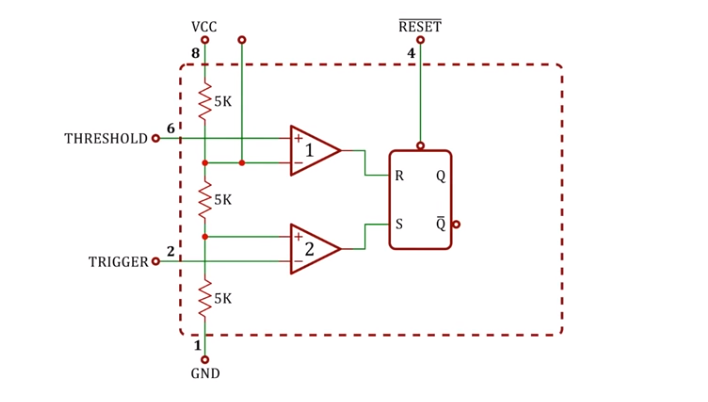 VCC
RESET
8
4
5K
THRESHOLD
6
+
1
−
R
Q
5K
S
Q̅
+
2
−
TRIGGER
2
5K
1
GND